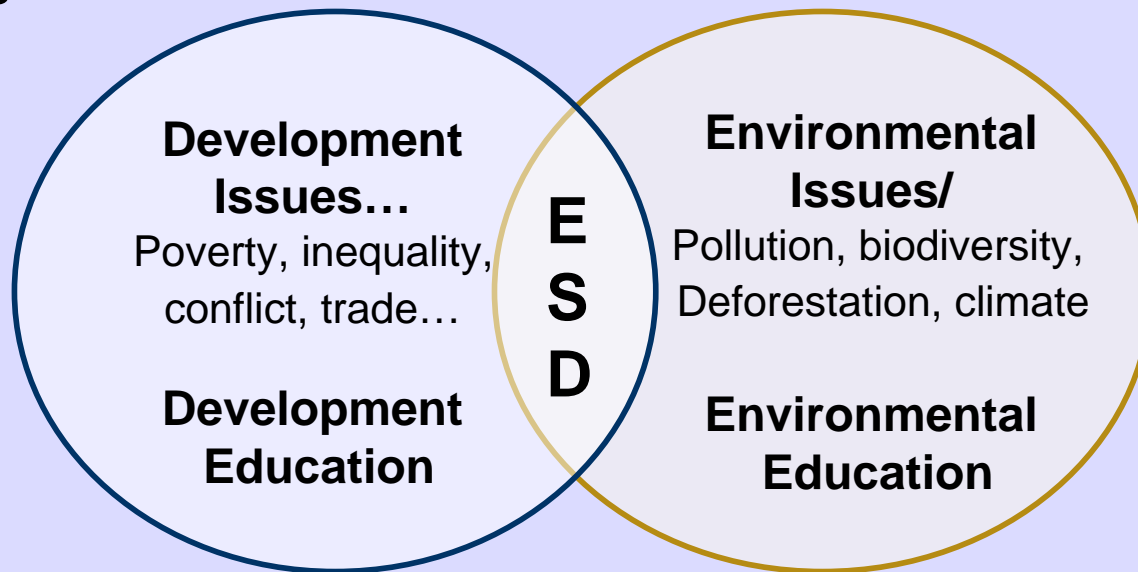 Development
Issues…
Poverty, inequality,
conflict, trade…
Development
Education
E
S
D
Environmental
Issues/
Pollution, biodiversity,
Deforestation, climate
Environmental
Education